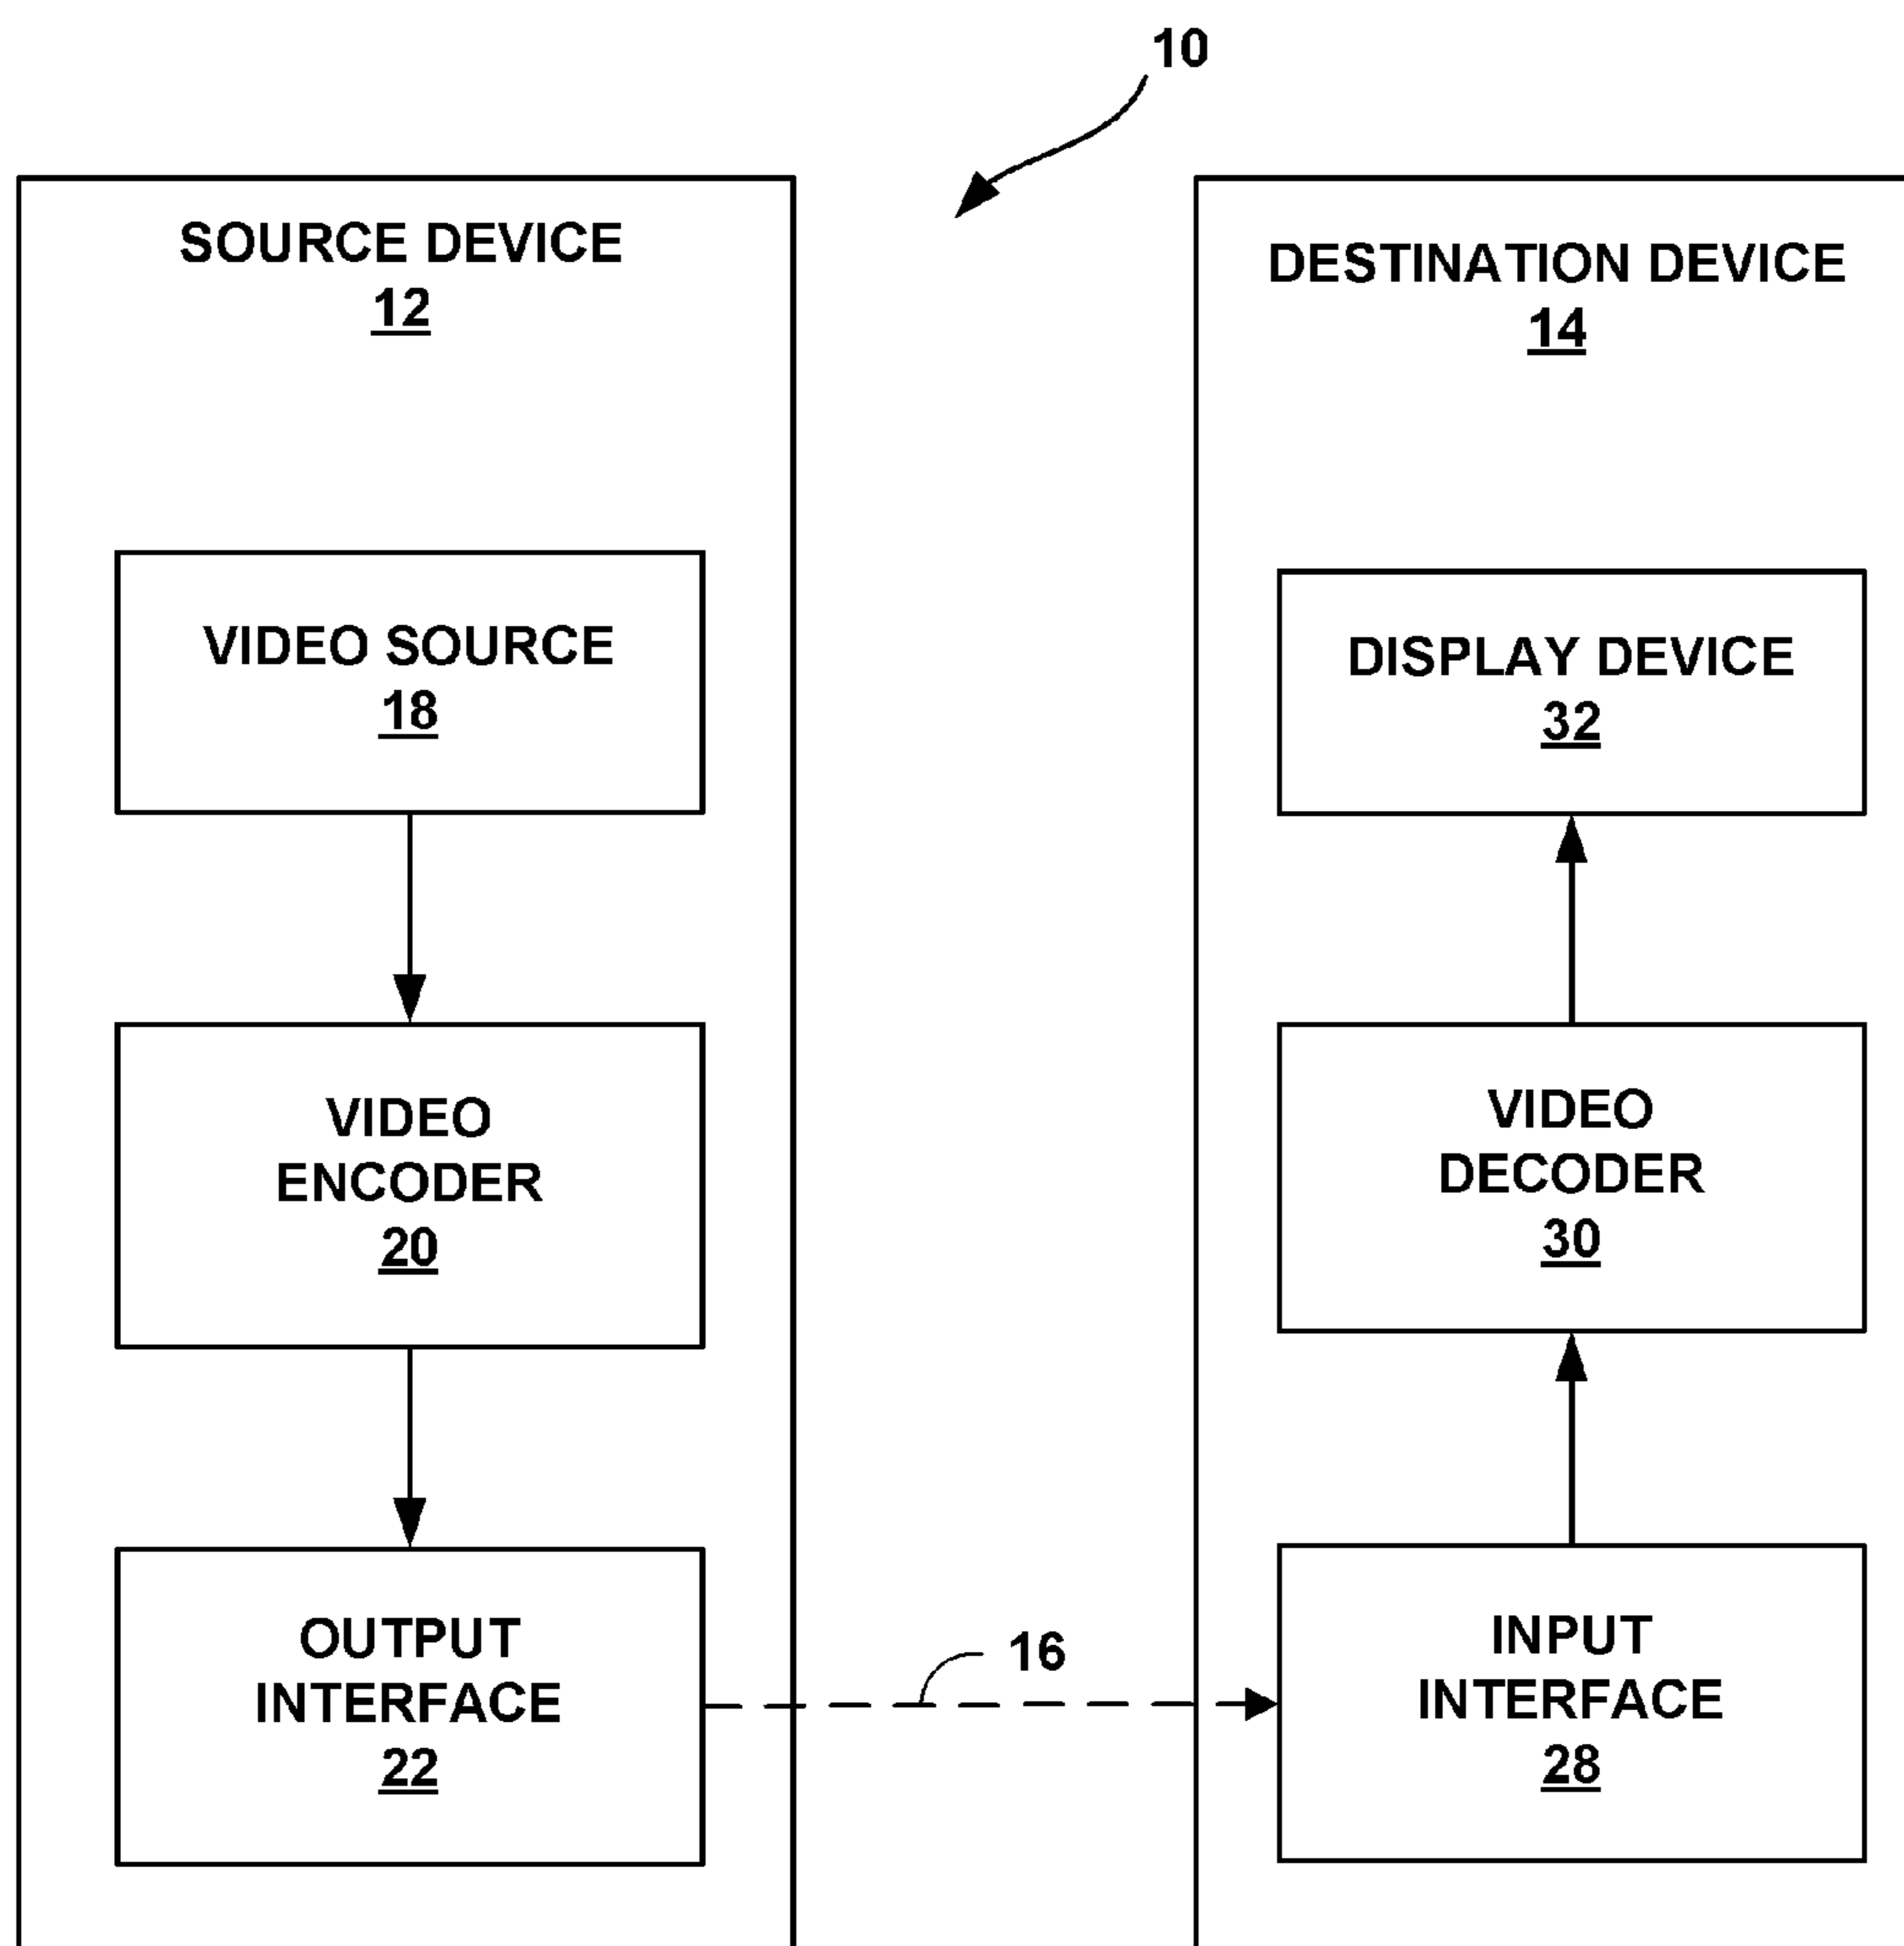 10
SOURCE DEVICE
12
VIDEO SOURCE
18
VIDEO
ENCODER
20
OUTPUT
INTERFACE
22
16
DESTINATION DEVICE
14
DISPLAY DEVICE
32
VIDEO
DECODER
30
INPUT
INTERFACE
28